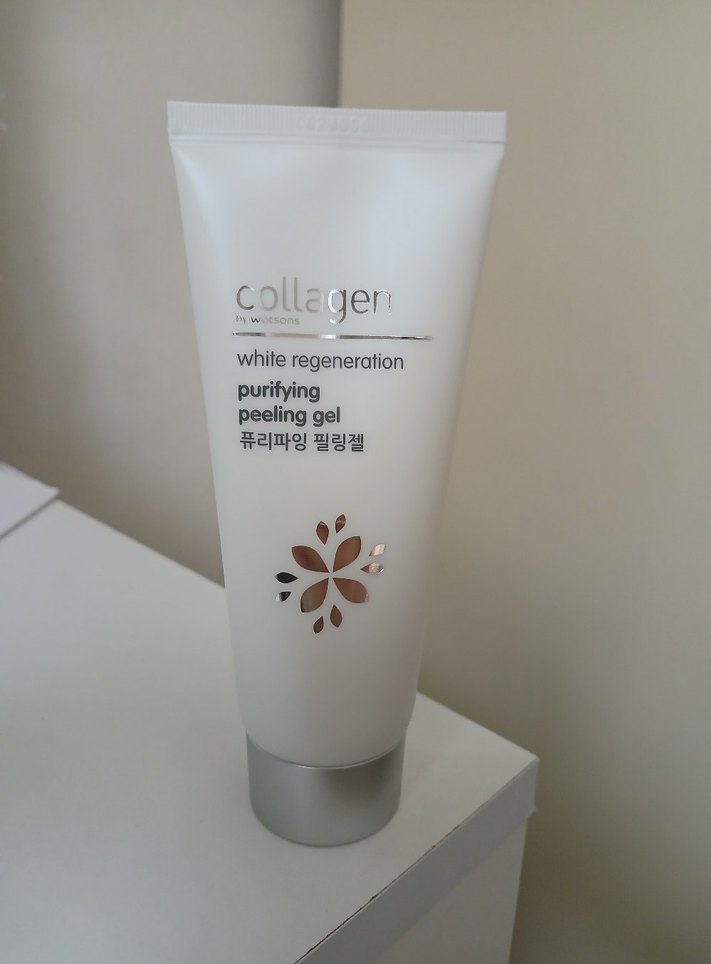 collagen
by watsons
white regeneration
purifying
peeling gel
퓨리파잉 필링젤